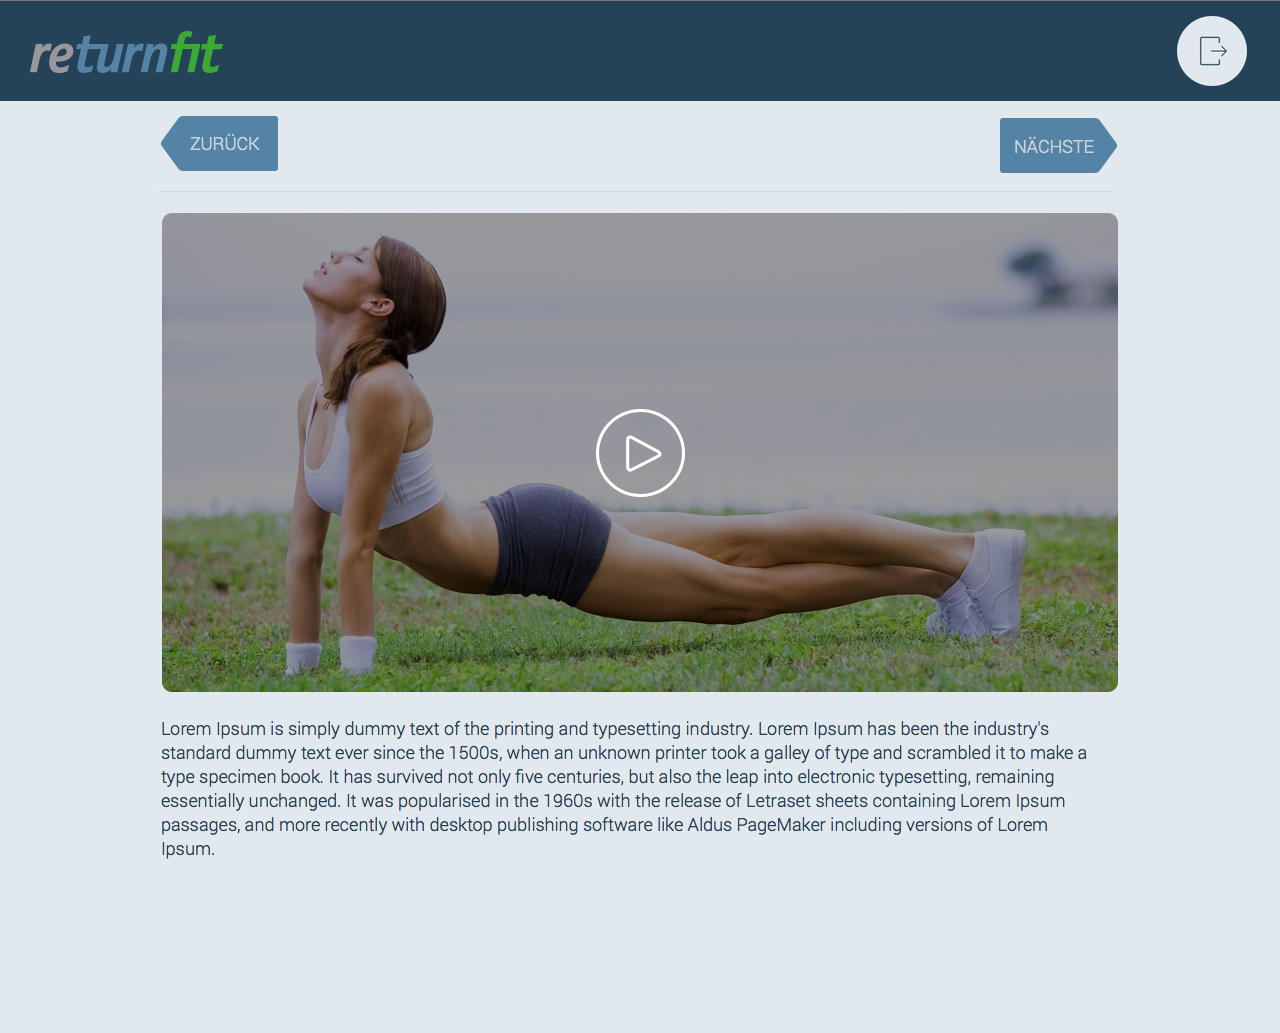 returnfit
ZURÜCK
NÄCHSTE
Lorem Ipsum is simply dummy text of the printing and typesetting industry. Lorem Ipsum has been the industry's
standard dummy text ever since the 1500s, when an unknown printer took a galley of type and scrambled it to make a
type specimen book. It has survived not only five centuries, but also the leap into electronic typesetting, remaining
essentially unchanged. It was popularised in the 1960s with the release of Letraset sheets containing Lorem Ipsum
passages, and more recently with desktop publishing software like Aldus PageMaker including versions of Lorem
Ipsum.